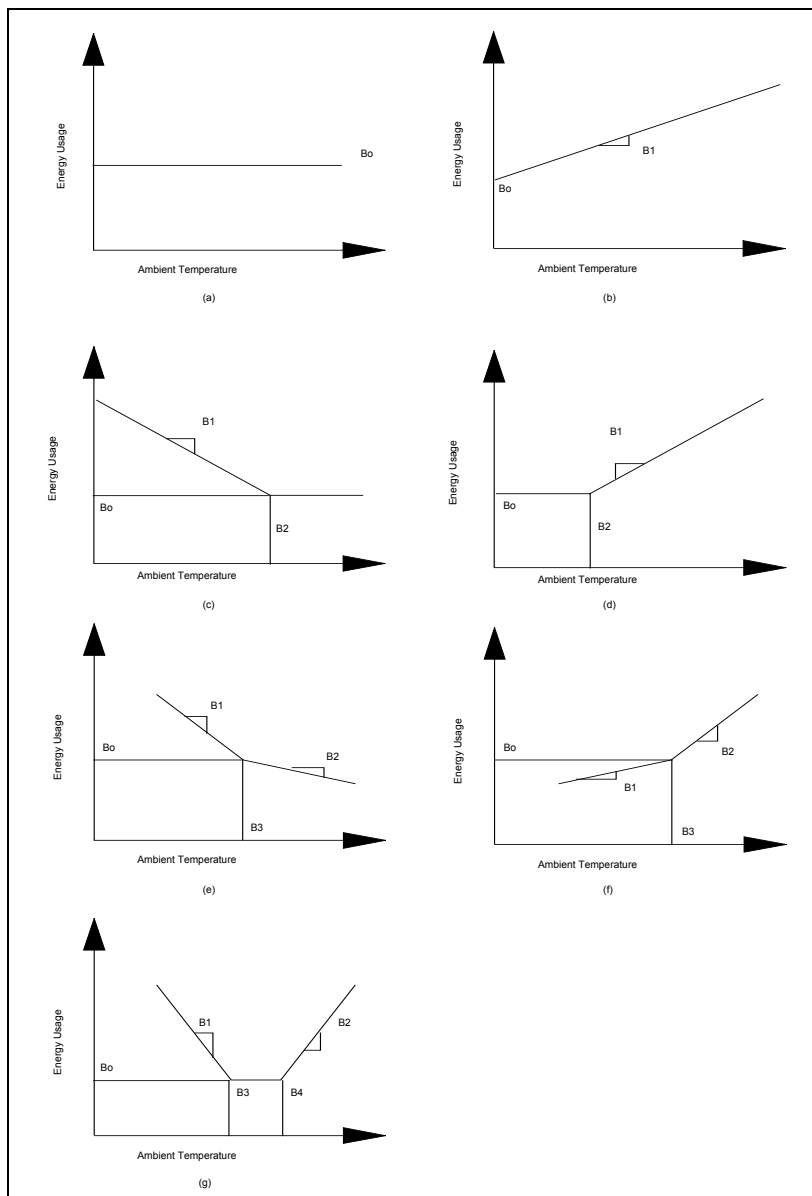 Energy Usage
Bo
Ambient Temperature
(a)
Energy Usage
B1
Bo
Ambient Temperature
(b)
Energy Usage
B1
Bo
B2
Ambient Temperature
(c)
Energy Usage
B1
Bo
B2
Ambient Temperature
(d)
Energy Usage
B1
Bo
B2
B3
Ambient Temperature
(e)
Energy Usage
Bo
B2
B1
B3
Ambient Temperature
(f)
Energy Usage
B1
B2
Bo
B3
B4
Ambient Temperature
(g)